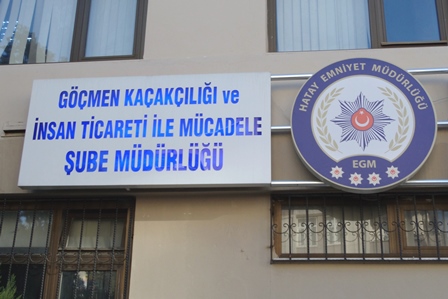 GÖÇMEN KAÇAKÇILIĞI ve
İNSAN TİCARETİ İLE MÜCADELE
ŞUBE MÜDÜRLÜĞÜ
HATAY EMNİYET MÜDÜRLÜĞÜ
EGM